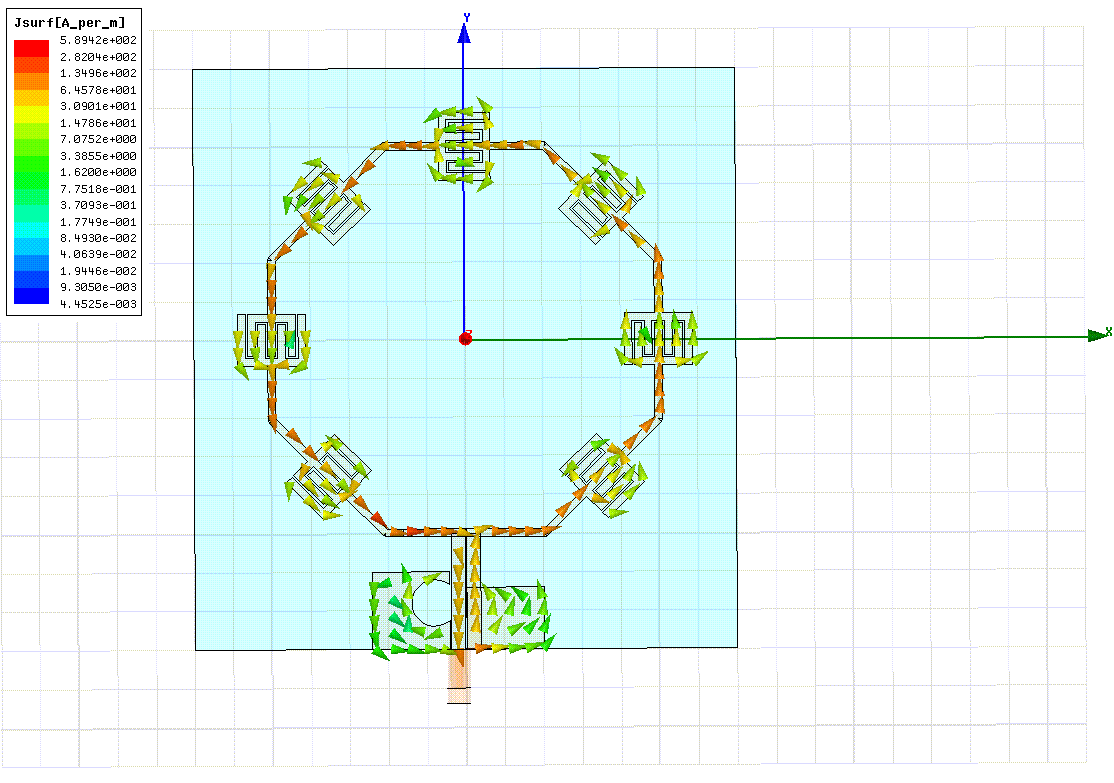 Jsurf[A_per_m]
5.8942e+002
2.8204e+002
1.3496e+002
6.4578e+001
3.0901e+001
1.4786e+001
7.0752e+000
3.3855e+000
1.6200e+000
7.7518e-001
3.7093e-001
1.7749e-001
8.4930e-002
4.0639e-002
1.9446e-002
9.3050e-003
4.4525e-003
Y
X